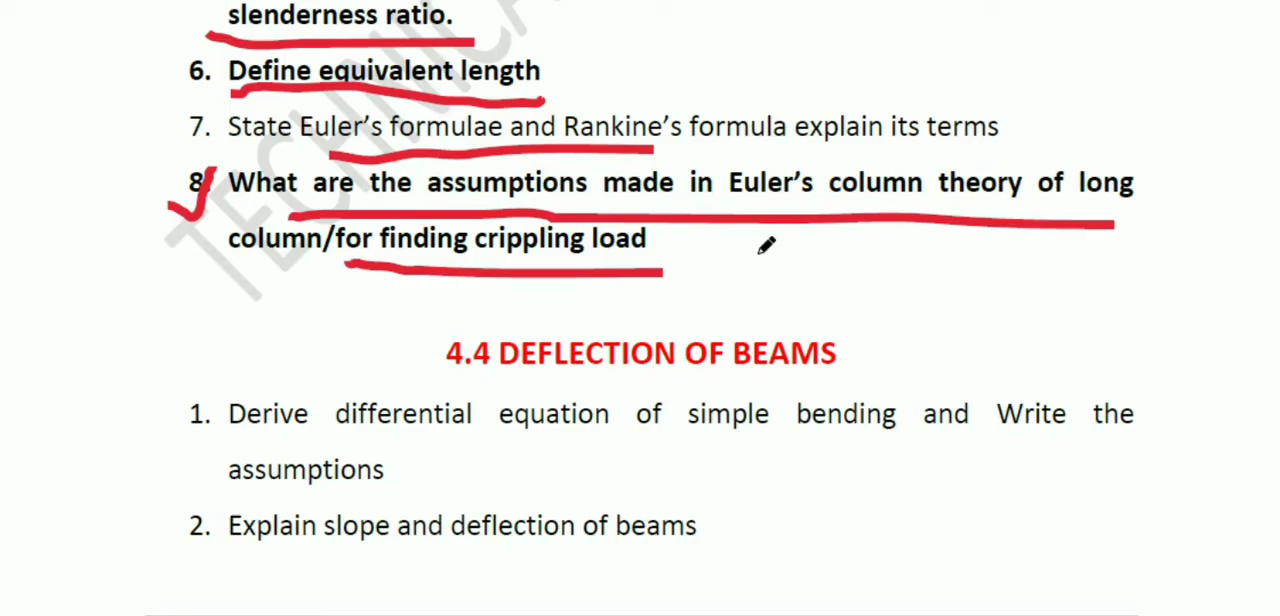 slenderness ratio.
6. Define equivalent length
7. State Euler's formulae and Rankine's formula explain its terms
8. What are the assumptions made in Euler's column theory of long
column/for finding crippling load
TECHNICA
4.4 DEFLECTION OF BEAMS
1. Derive differential equation of simple bending and Write the
assumptions
2. Explain slope and deflection of beams